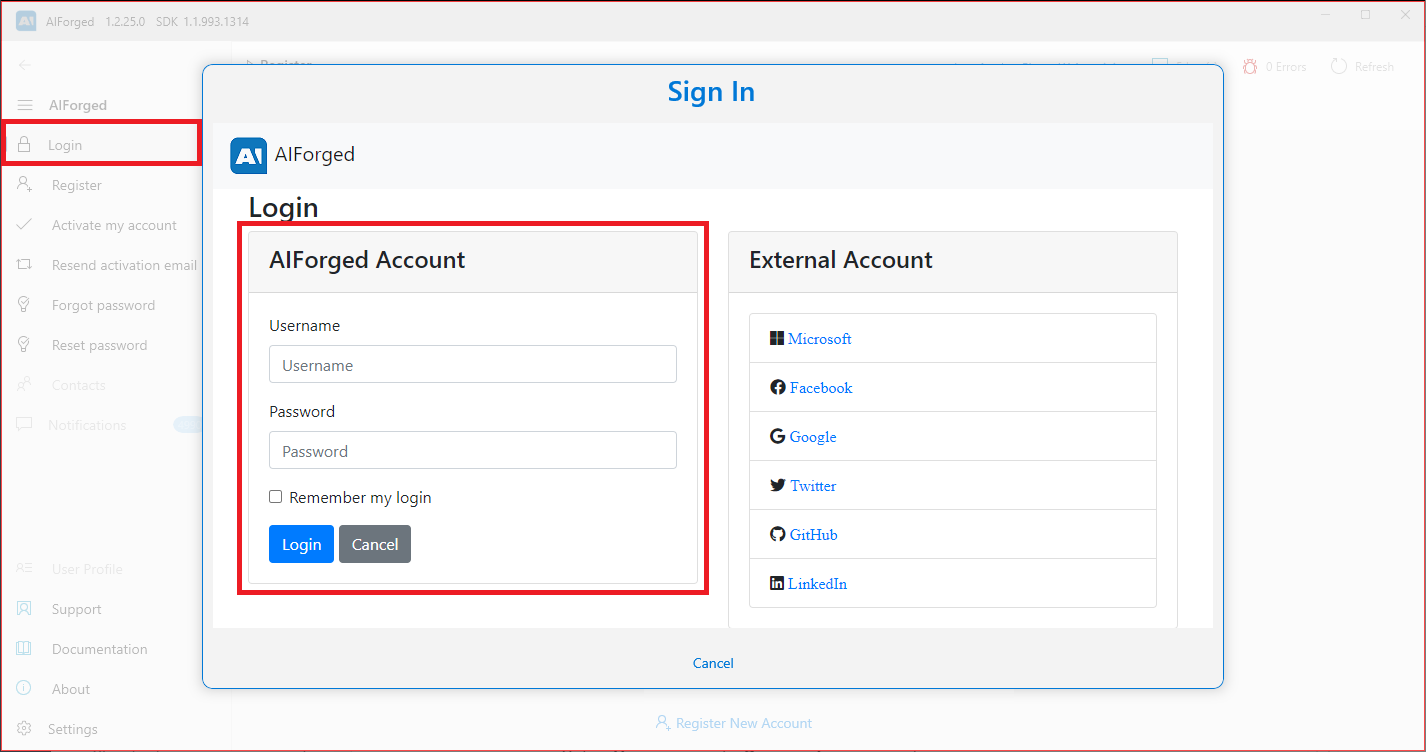 AIForged 1.2.25.0 SDK 1.1.993.1314
Register
0 Errors
Refresh
AIForged
Login
Register
Activate my account
Resend activation email
Forgot password
Reset password
Contacts
Notifications
User Profile
Support
Documentation
About
Settings
Sign In
AIForged
Login
AIForged Account
Username
Username
Password
Password
Remember my login
Login Cancel
External Account
Microsoft
Facebook
Google
Twitter
GitHub
LinkedIn
Cancel
Register New Account